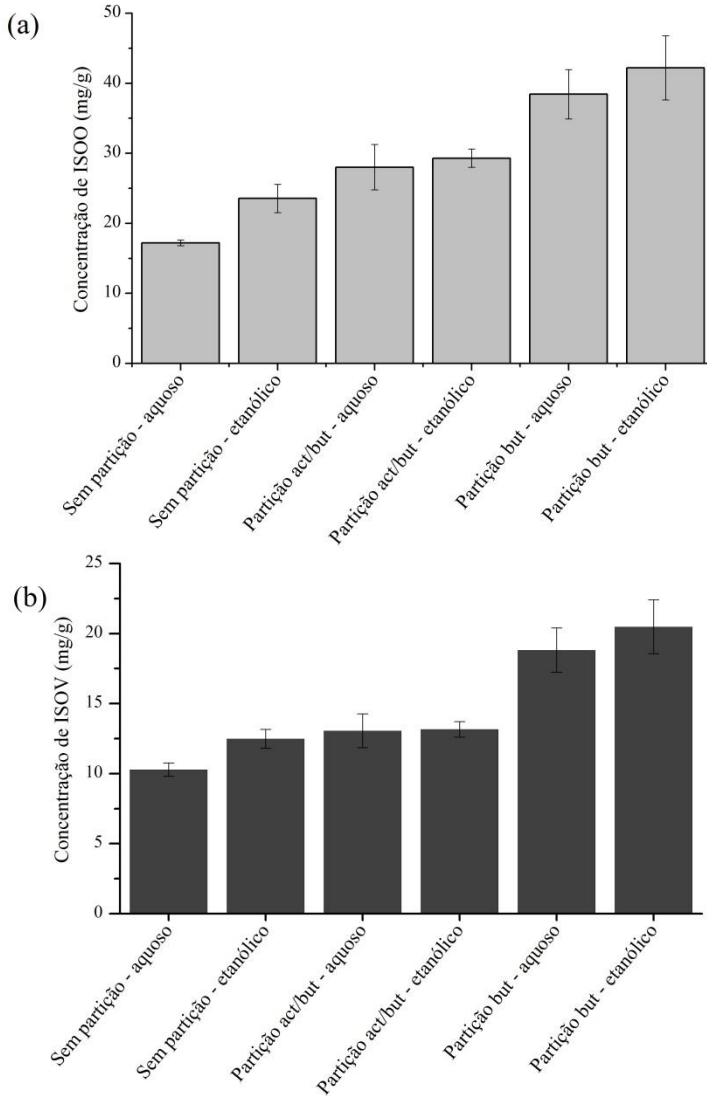 (a)
Concentração de ISOO (mg/g)
50
40
30
20
10
0
Sem partição - aquoso
Sem partição - etanólico
Partição act/but - aquoso
Partição act/but - etanólico
Partição but - aquoso
Partição but - etanólico
(b)
Concentração de ISOV (mg/g)
25
20
15
10
5
0
Sem partição - aquoso
Sem partição - etanólico
Partição act/but - aquoso
Partição act/but - etanólico
Partição but - aquoso
Partição but - etanólico